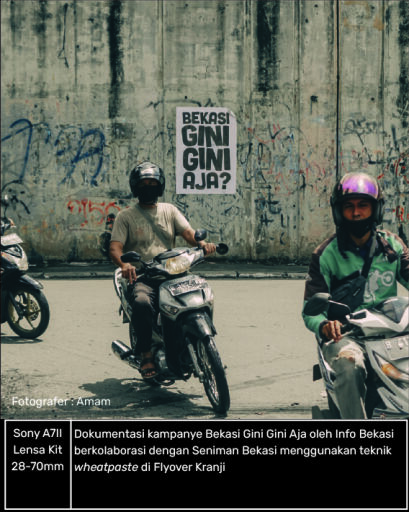 BEKASI
GINI
GINI
AJA?
Fotografer : Amam
Sony A7II
Lensa Kit
28-70mm
Dokumentasi kampanye Bekasi Gini Gini Aja oleh Info Bekasi
berkolaborasi dengan Seniman Bekasi menggunakan teknik
wheatpaste di Flyover Kranji